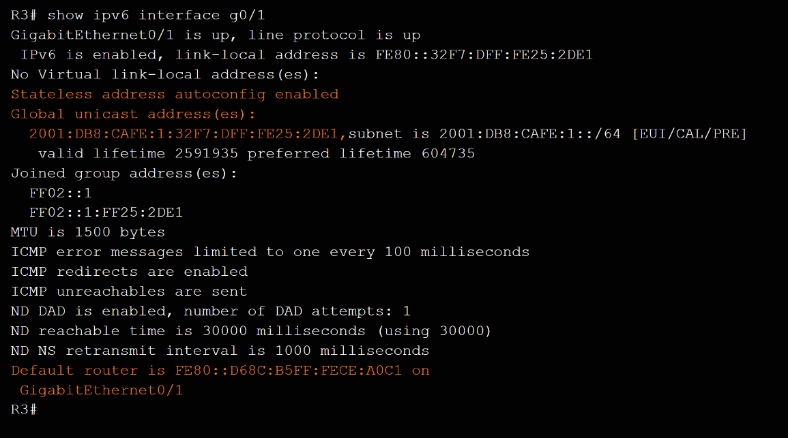 R3# show ipv6 interface g0/1
GigabitEthernet0/1 is up, line protocol is up
IPv6 is enabled, link-local address is FE80::32F7:DFF:FE25:2DE1
No Virtual link-local address(es):
Stateless address autoconfig enabled
Global unicast address(es):
2001:DB8:CAFE:1:32F7:DFF:FE25:2DE1,subnet is 2001:DB8:CAFE:1::/64 [EUI/CAL/PRE]
valid lifetime 2591935 preferred lifetime 604735
Joined group address(es):
FF02::1
FF02::1:FF25:2DE1
MTU is 1500 bytes
ICMP error messages limited to one every 100 milliseconds
ICMP redirects are enabled
ICMP unreachables are sent
ND DAD is enabled, number of DAD attempts: 1
ND reachable time is 30000 milliseconds (using 30000)
ND NS retransmit interval is 1000 milliseconds
Default router is FE80::D68C:B5FF:FECE:A0C1 on
GigabitEthernet0/1
R3#